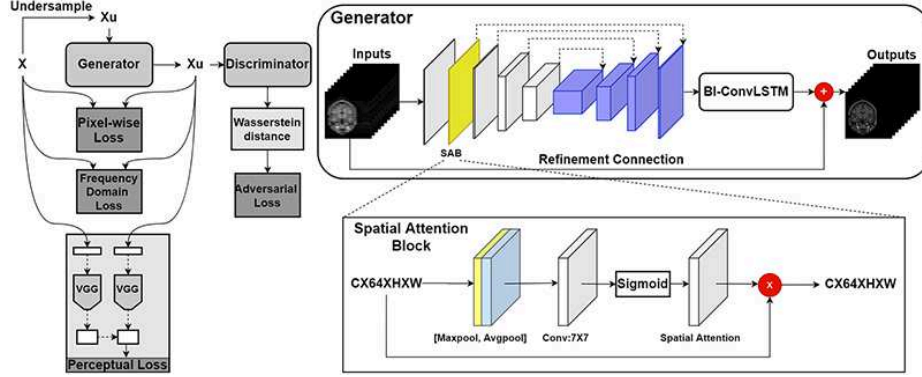 Undersample
Xu
X
Generator
Xu
Discriminator
Pixel-wise
Loss
Wasserstein
distance
Frequency
Domain
Loss
Adversarial
Loss
VGG
VGG
Perceptual Loss
Generator
Inputs
SAB
BI-ConvLSTM
+
Outputs
Refinement Connection
Spatial Attention
Block
CX64XHXW
[Maxpool, Avgpool]
Conv:7X7
Sigmoid
Spatial Attention
x
CX64XHXW